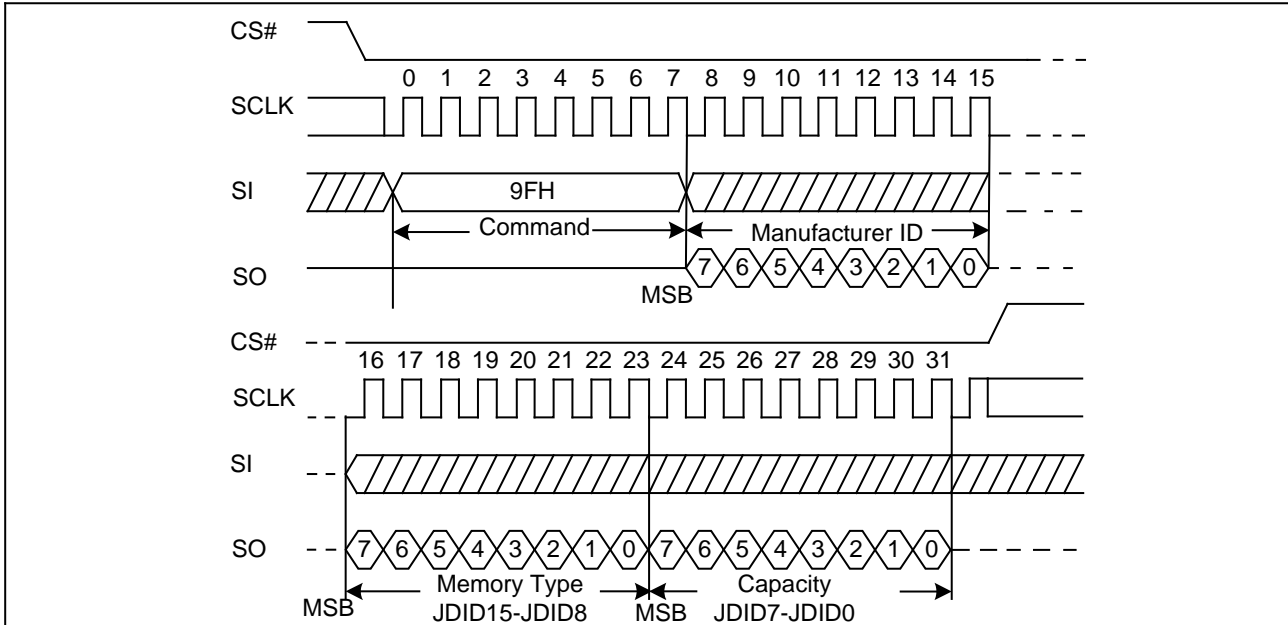 CS#
0 1 2 3 4 5 6 7 8 9 10 11 12 13 14 15
SCLK
SI
9FH
Command
Manufacturer ID
SO
7 6 5 4 3 2 1 0
MSB
CS#
16 17 18 19 20 21 22 23 24 25 26 27 28 29 30 31
SCLK
SI
SO
7 6 5 4 3 2 1 0 7 6 5 4 3 2 1 0
Memory Type Capacity
MSB JDID15-JDID8 MSB JDID7-JDID0